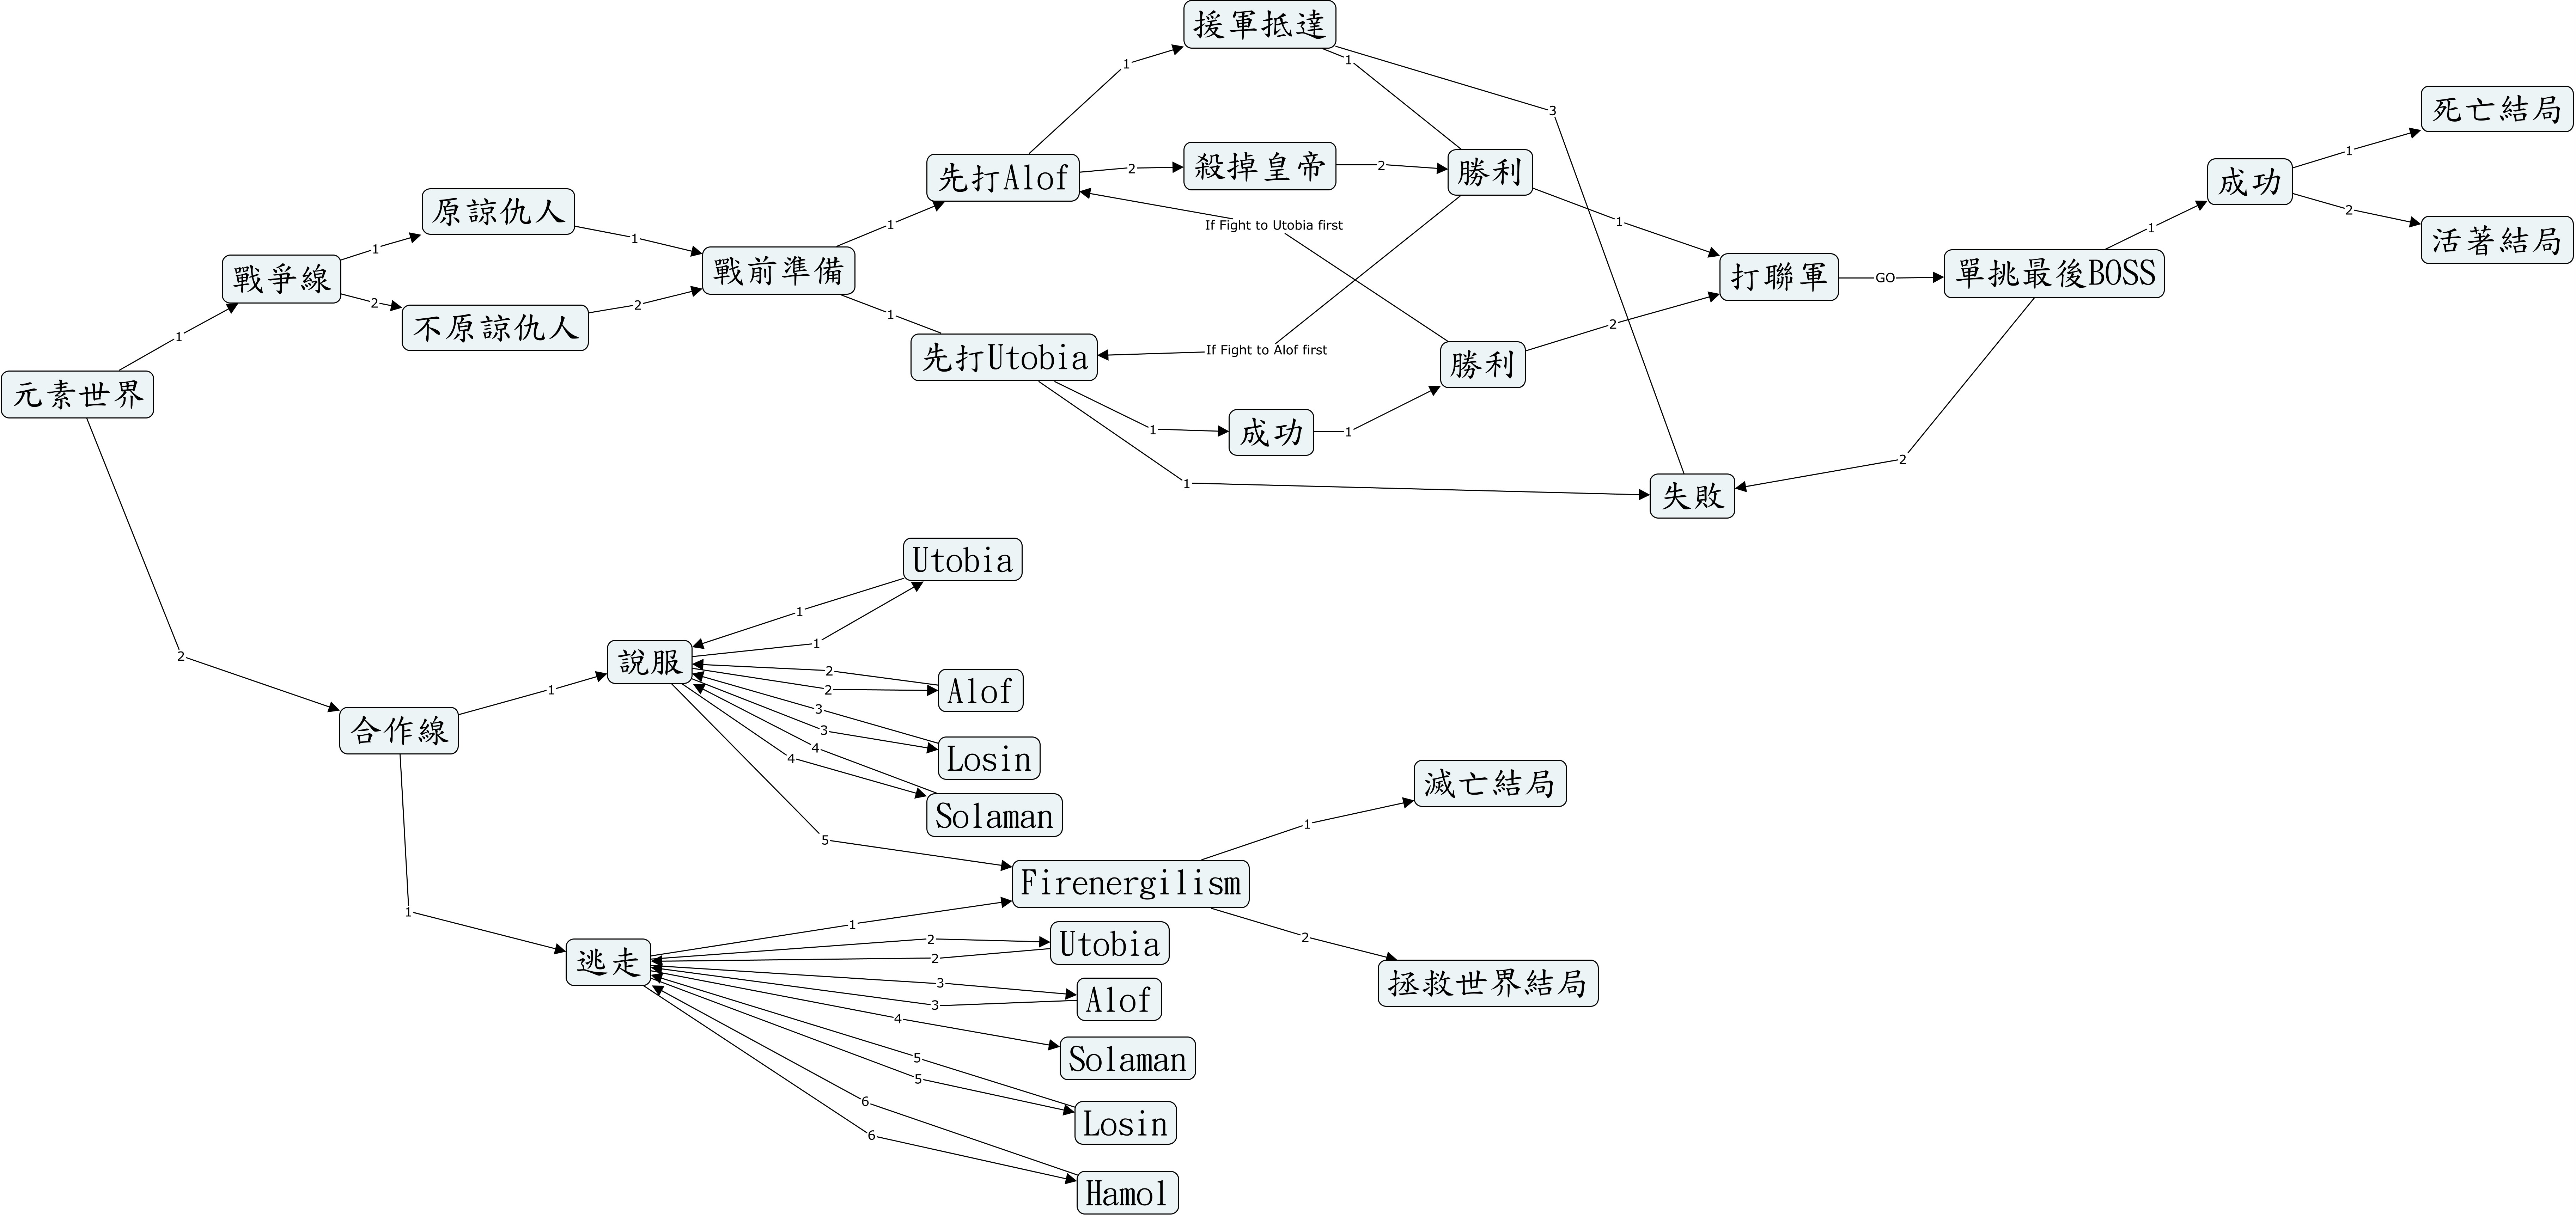 援軍抵達
1
1
3
死亡結局
1
成功
2
活著結局
先打Alof
2
殺掉皇帝
2
勝利
原諒仇人
1
1
1
If Fight to Utobia first
1
1
戰爭線
戰前準備
打聯軍
GO
單挑最後BOSS
2
不原諒仇人
2
1
2
1
先打Utobia
If Fight to Alof first
勝利
元素世界
1
成功
1
1
2
失敗
Utobia
1
1
2
說服
2
2
Alof
1
3
3
4
4
Losin
合作線
Solaman
滅亡結局
5
1
Firenergilism
1
1
2
2
2
Utobia
逃走
拯救世界結局
3
3
Alof
4
Solaman
5
5
6
Losin
6
Hamol